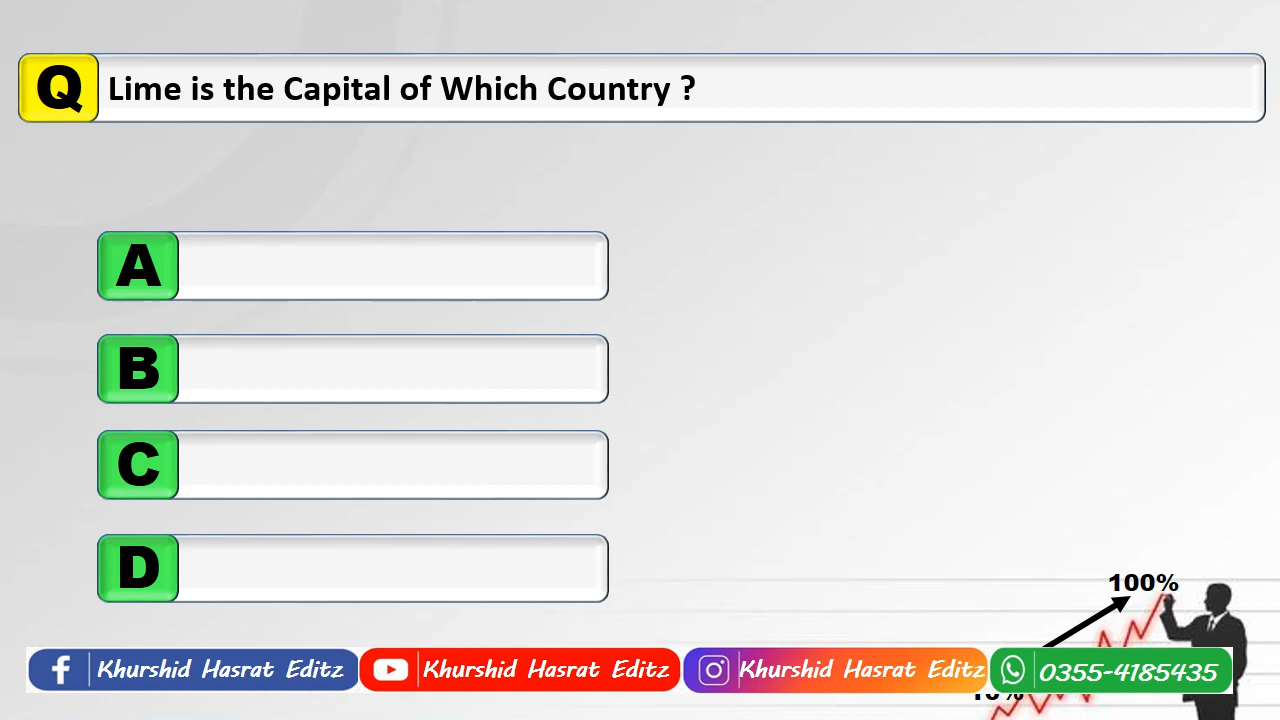 Q Lime is the Capital of Which Country ?
A
B
C
D
100%
10%
Khurshid Hasrat Editz
Khurshid Hasrat Editz
Khurshid Hasrat Editz
0355-4185435